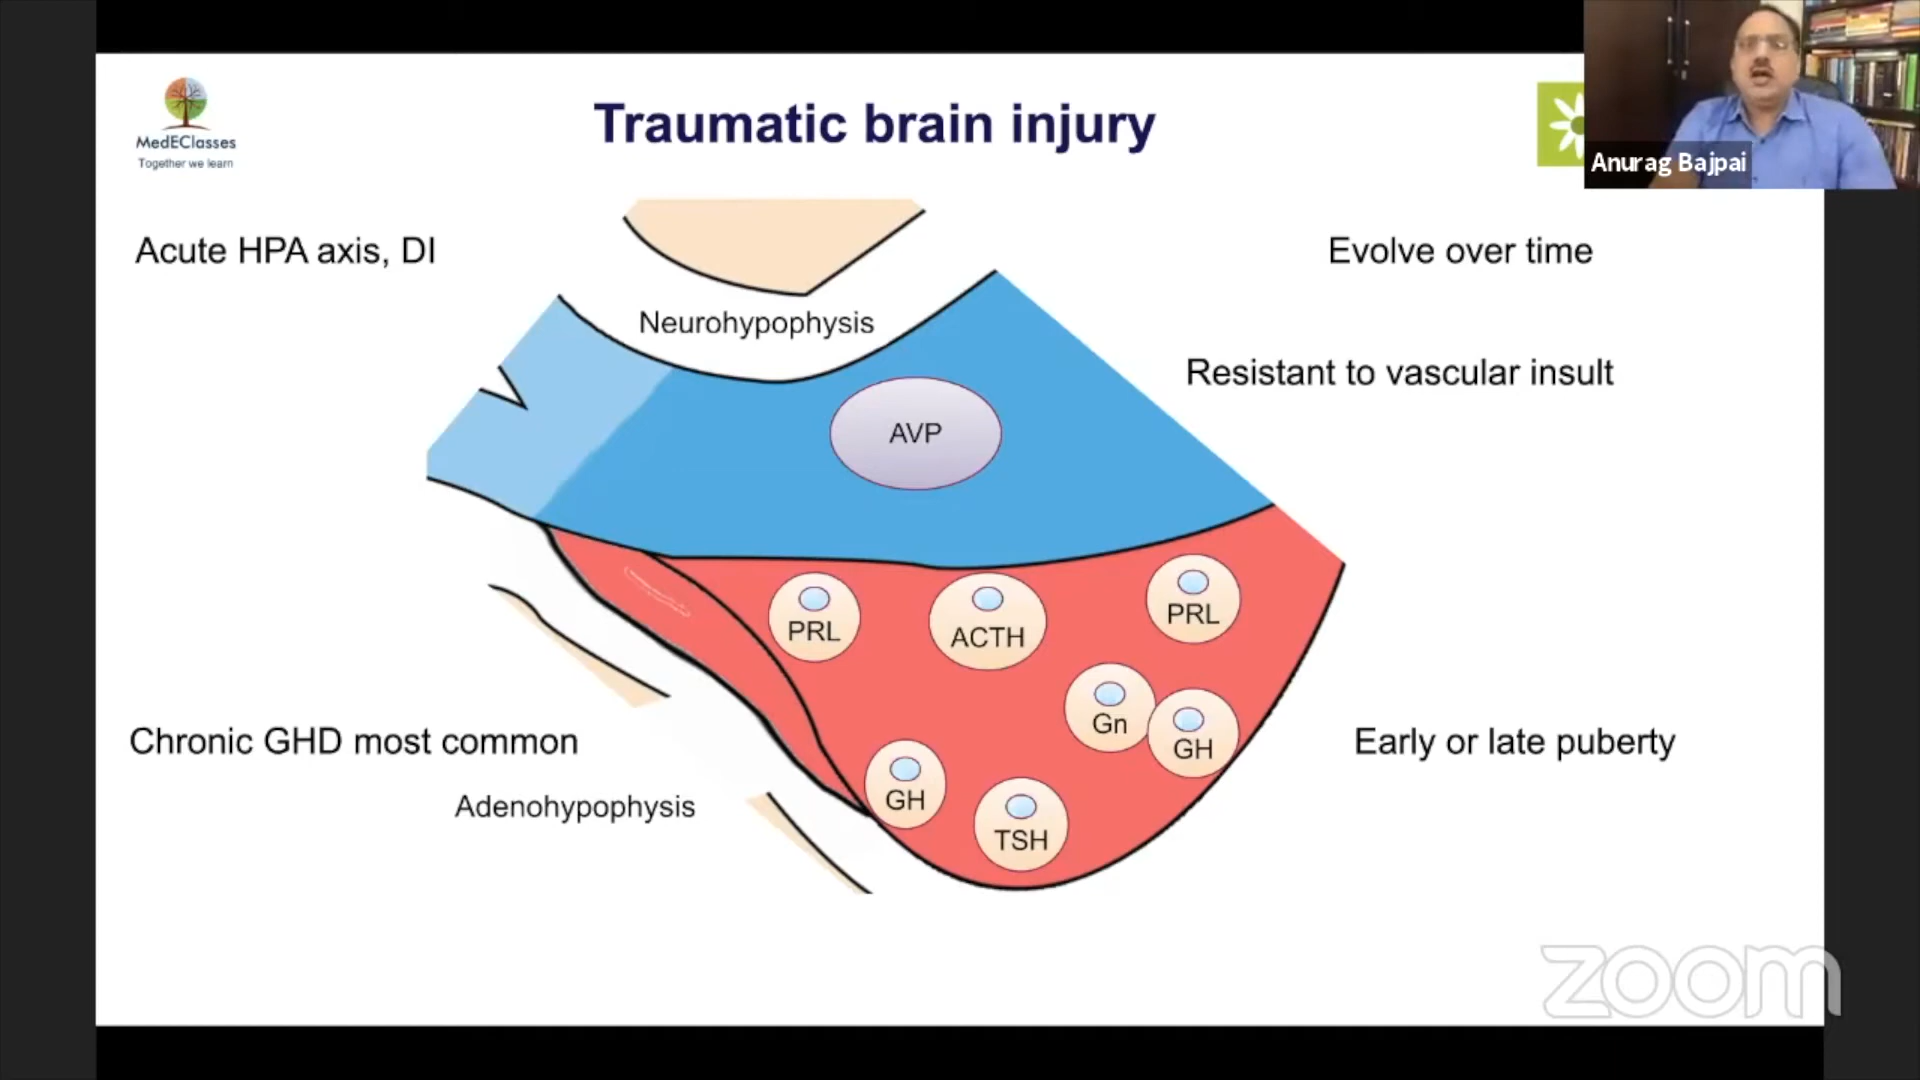 MedEClasses
Together we learn
Traumatic brain injury
Anurag Bajpai
Acute HPA axis, DI
Evolve over time
Neurohypophysis
Resistant to vascular insult
AVP
PRL
ACTH
PRL
Gn
GH
Chronic GHD most common
Early or late puberty
GH
TSH
Adenohypophysis
zoom